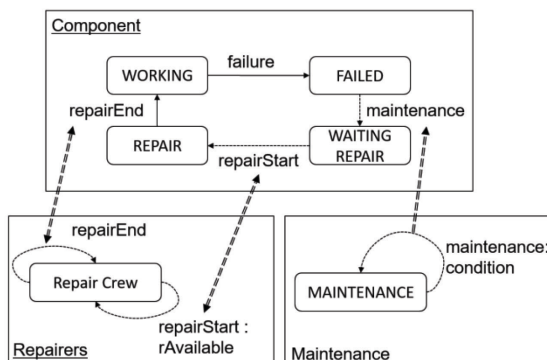 Component
failure
WORKING
FAILED
repairEnd
maintenance
REPAIR
WAITING
REPAIR
repairStart
repairEnd
Repair Crew
maintenance:
condition
MAINTENANCE
repairStart :
rAvailable
Repairers
Maintenance